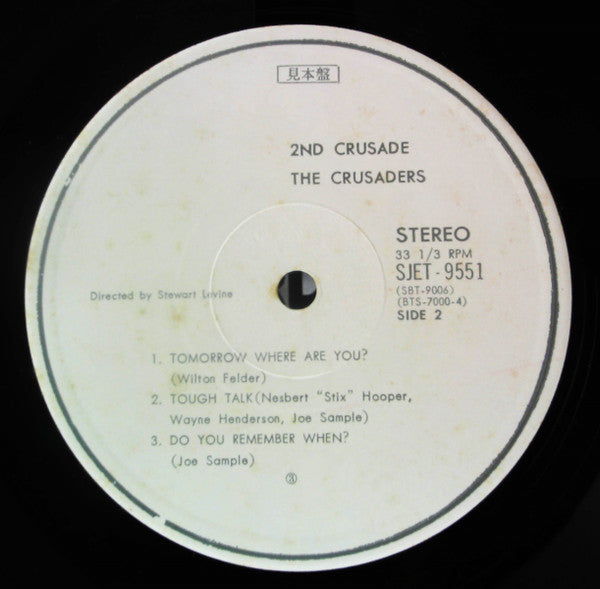 見本盤
2ND CRUSADE
THE CRUSADERS
STEREO
33 1/3 RPM
SJET-9551
(SBT-9006)
(BTS-7000-4)
SIDE 2
Directed by Stewart Levine
1. TOMORROW WHERE ARE YOU?
(Wilton Felder)
2. TOUGH TALK(Nesbert "Stix" Hooper,
Wayne Henderson, Joe Sample)
3. DO YOU REMEMBER WHEN?
(Joe Sample)
③